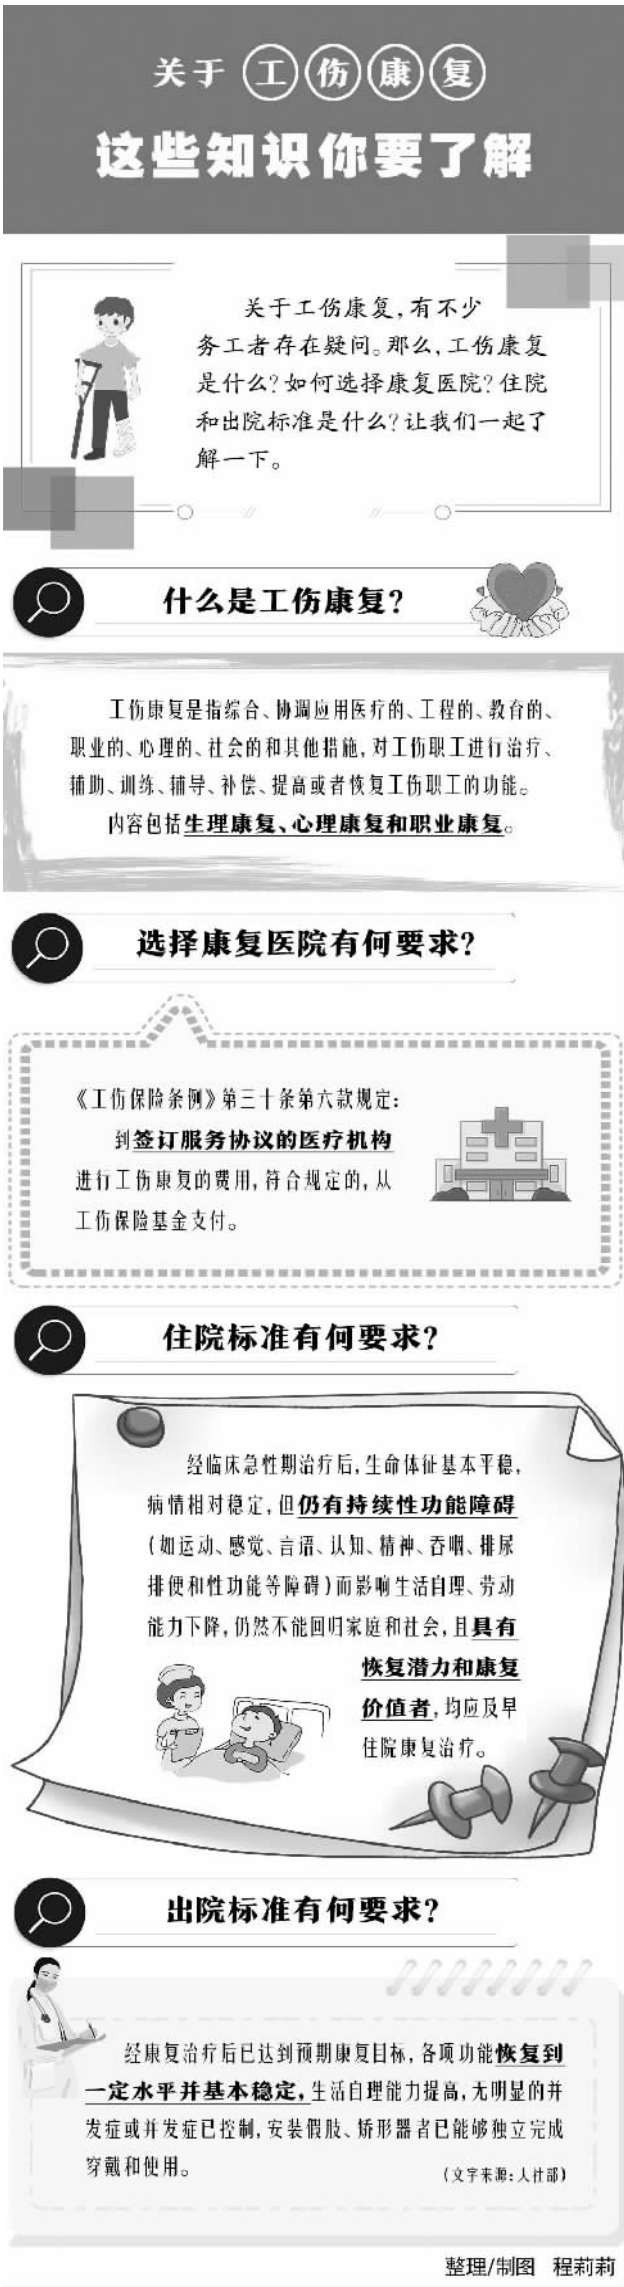 关于工伤康复
这些知识你要了解
关于工伤康复,有不少
务工者存在疑问。那么,工伤康复
是什么?如何选择康复医院?住院
和出院标准是什么?让我们一起了
解一下。
什么是工伤康复?
工伤康复是指综合、协调应用医疗的、工程的、教育的、
职业的、心理的、社会的和其他措施,对工伤职工进行治疗、
辅助、训练、辅导、补偿、提高或者恢复工伤职工的功能。
内容包括生理康复、心理康复和职业康复。
选择康复医院有何要求?
《工伤保险条例》第三十条第六款规定:
到签订服务协议的医疗机构
进行工伤康复的费用,符合规定的,从
工伤保险基金支付。
住院标准有何要求?
经临床急性期治疗后,生命体征基本平稳,
病情相对稳定,但仍有持续性功能障碍
(如运动、感觉、言语、认知、精神、吞咽、排尿
排便和性功能等障碍)而影响生活自理、劳动
能力下降,仍然不能回归家庭和社会,且具有
恢复潜力和康复
价值者,均应及早
住院康复治疗。
出院标准有何要求?
经康复治疗后已达到预期康复目标,各项功能恢复到
一定水平并基本稳定,生活自理能力提高,无明显的并
发症或并发症已控制,安装假肢、矫形器者已能够独立完成
穿戴和使用。
(文字来源:人社部)
整理/制图 程莉莉